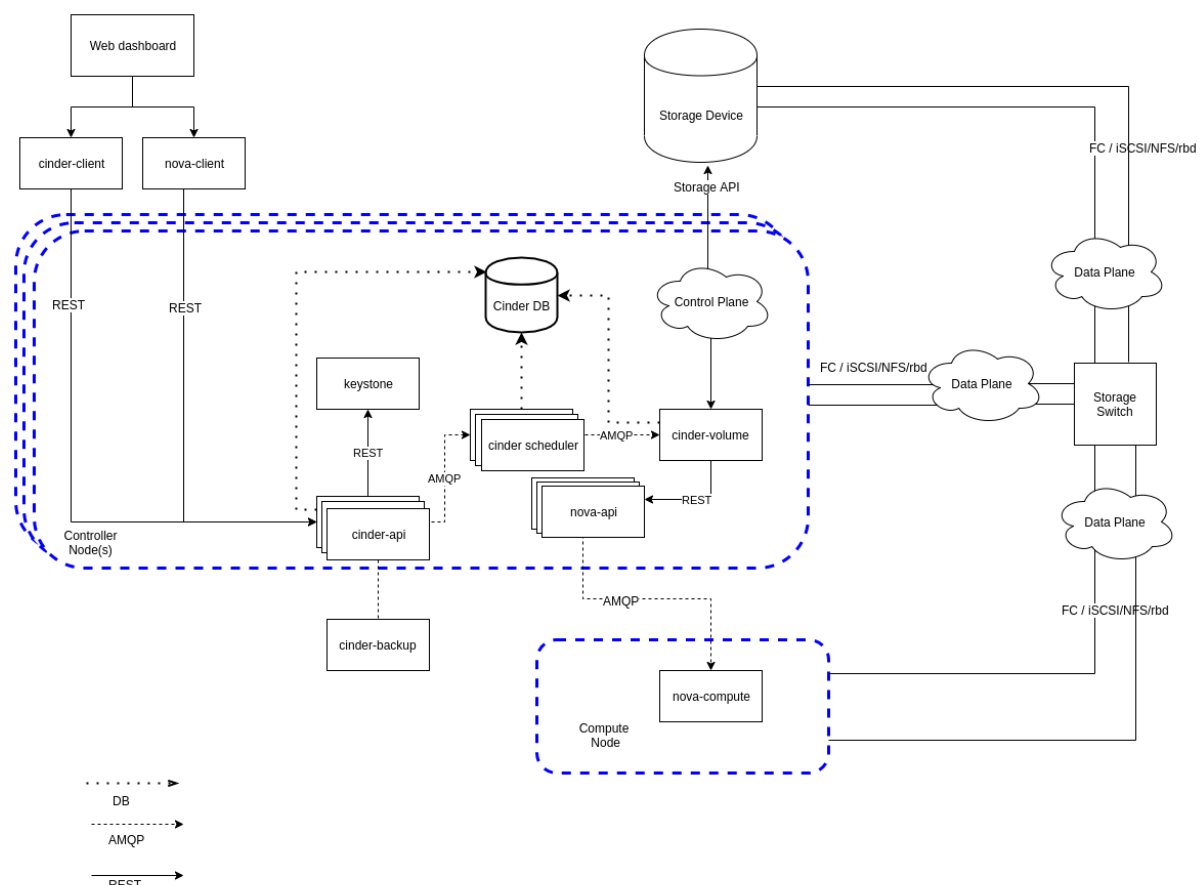 Web dashboard
cinder-client
nova-client
Storage Device
FC / iSCSI/NFS/rbd
Storage API
REST
REST
Cinder DB
Control Plane
Data Plane
keystone
FC / iSCSI/NFS/rbd
Data Plane
Storage
Switch
cinder scheduler
AMQP
cinder-volume
REST
AMQP
nova-api
REST
Data Plane
cinder-api
Controller
Node(s)
AMQP
FC / iSCSI/NFS/rbd
cinder-backup
nova-compute
Compute
Node
DB
AMQP
REST